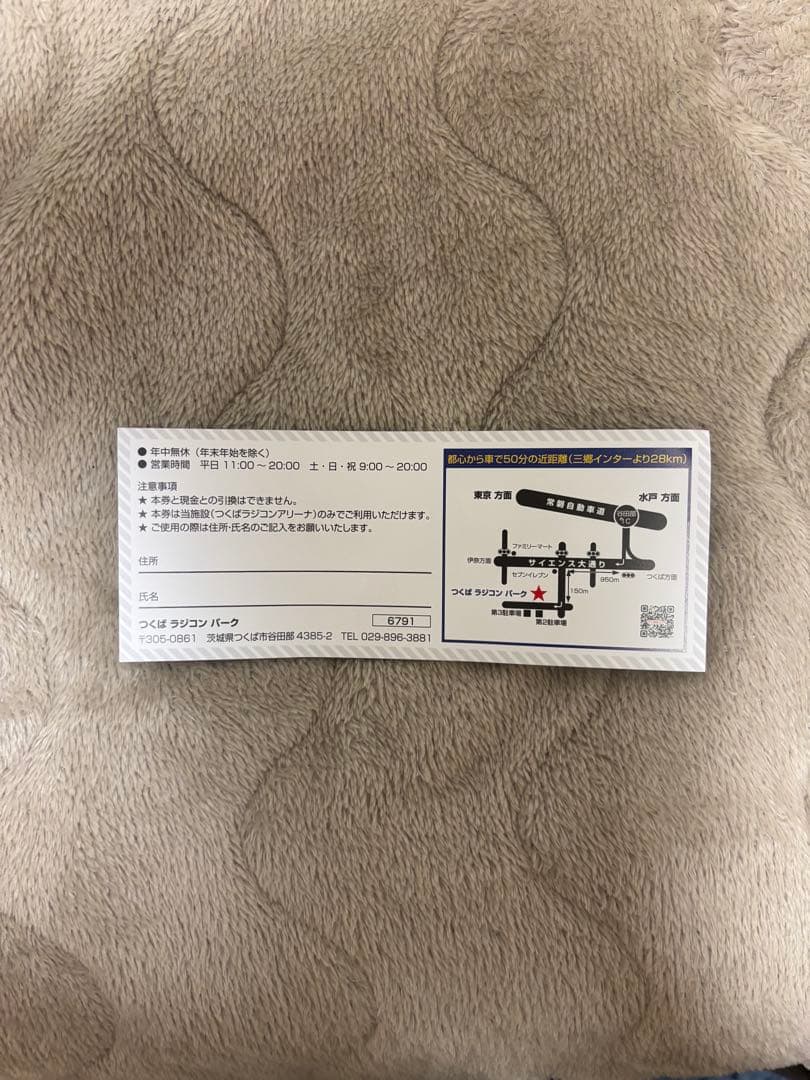 ● 年中無休（年末年始を除く）
● 営業時間　平日 11:00～20:00　土・日・祝 9:00～20:00
注意事項
★ 本券と現金との引換はできません。
★ 本券は当施設（つくばラジコンアリーナ）のみでご利用いただけます。
★ ご使用の際は住所・氏名のご記入をお願いいたします。
住所
氏名
つくば ラジコン パーク
6791
〒305-0861　茨城県つくば市谷田部 4385-2　TEL 029-896-3881
都心から車で50分の近距離（三郷インターより28km）
東京 方面
水戸 方面
常磐自動車道
谷田部
I.C
ファミリーマート
伊奈方面
サイエンス大通り
セブンイレブン
950m
つくば方面
つくば ラジコン パーク
150m
第3駐車場
第2駐車場